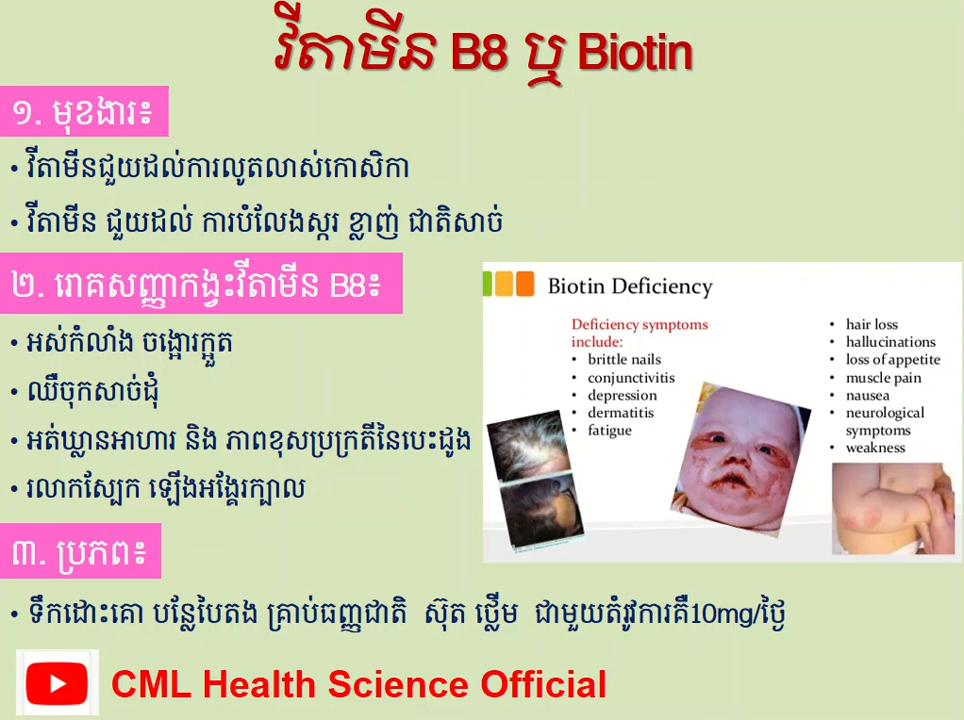 វីតាមីន B8 ឬ Biotin
១. មុខងារ៖
• វីតាមីនជួយដល់ការលូតលាស់កោសិកា
• វីតាមីន ជួយដល់ ការបំលែងស្ករ ខ្លាញ់ ជាតិសាច់
២. រោគសញ្ញាកង្វះវីតាមីន B8៖
• អស់កំលាំង ចង្អោរក្អួត
• ឈឺចុកសាច់ដុំ
• អត់ឃ្លានអាហារ និង ភាពខុសប្រក្រតីនៃបេះដូង
• រលាកស្បែក ឡើងអង្គែរក្បាល
Biotin Deficiency
Deficiency symptoms
include:
• brittle nails
• conjunctivitis
• depression
• dermatitis
• fatigue
• hair loss
• hallucinations
• loss of appetite
• muscle pain
• nausea
• neurological
symptoms
• weakness
៣. ប្រភព៖
• ទឹកដោះគោ បន្លែបៃតង គ្រាប់ធញ្ញជាតិ ស៊ុត ថ្លើម ជាមួយតំរូវការគឺ10mg/ថ្ងៃ
CML Health Science Official